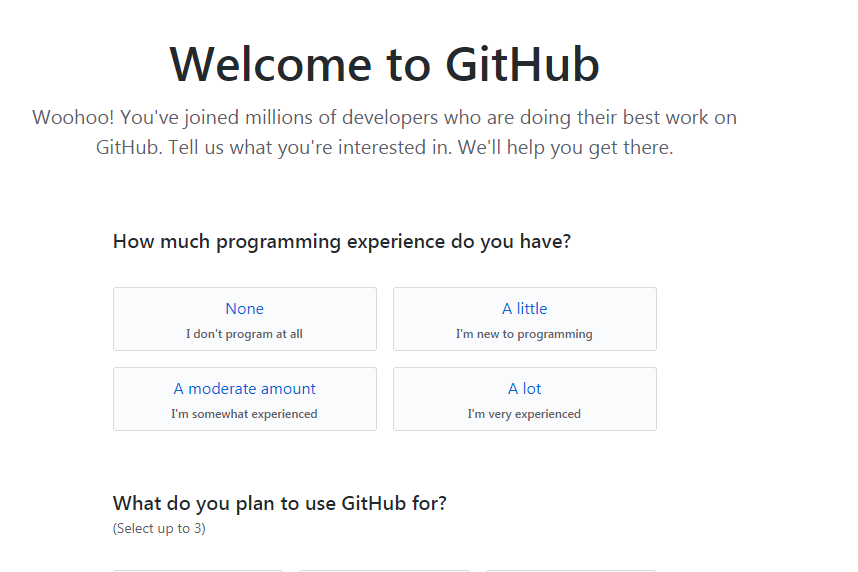 Welcome to GitHub
Woohoo! You've joined millions of developers who are doing their best work on
GitHub. Tell us what you're interested in. We'll help you get there.
How much programming experience do you have?
None
I don't program at all
A little
I'm new to programming
A moderate amount
I'm somewhat experienced
A lot
I'm very experienced
What do you plan to use GitHub for?
(Select up to 3)